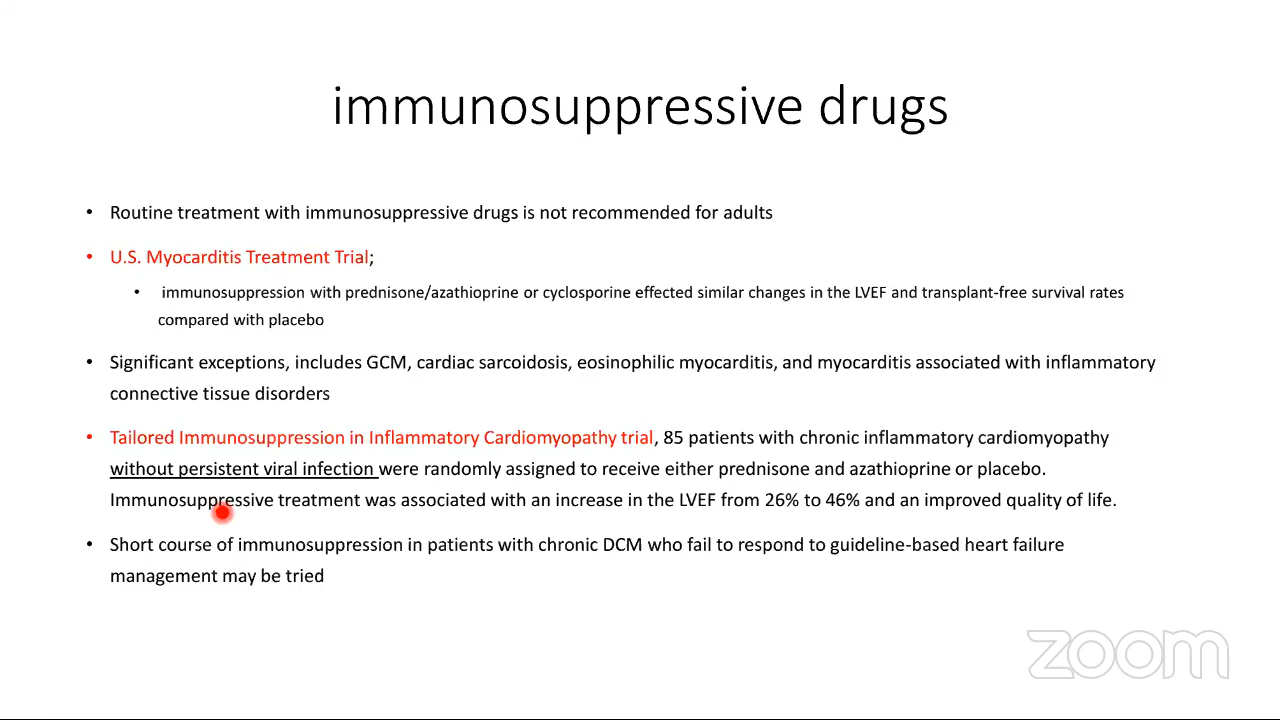 immunosuppressive drugs
• Routine treatment with immunosuppressive drugs is not recommended for adults
• U.S. Myocarditis Treatment Trial;
• immunosuppression with prednisone/azathioprine or cyclosporine effected similar changes in the LVEF and transplant-free survival rates
compared with placebo
• Significant exceptions, includes GCM, cardiac sarcoidosis, eosinophilic myocarditis, and myocarditis associated with inflammatory
connective tissue disorders
• Tailored Immunosuppression in Inflammatory Cardiomyopathy trial, 85 patients with chronic inflammatory cardiomyopathy
without persistent viral infection were randomly assigned to receive either prednisone and azathioprine or placebo.
Immunosuppressive treatment was associated with an increase in the LVEF from 26% to 46% and an improved quality of life.
• Short course of immunosuppression in patients with chronic DCM who fail to respond to guideline-based heart failure
management may be tried
zoom